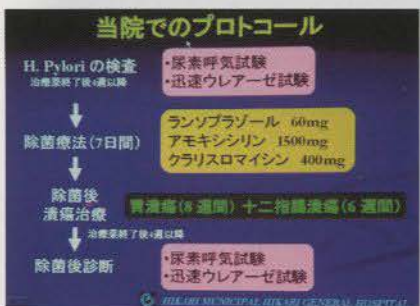 当院でのプロトコール
H. Pylori の検査
治療薬終了後4週以降
・尿素呼気試験
・迅速ウレアーゼ試験
除菌療法(7日間)
ランソプラゾール 60mg
アモキシシリン 1500mg
クラリスロマイシン 400mg
除菌後
潰瘍治療
胃潰瘍(8 週間) 十二指腸潰瘍(6 週間)
治療薬終了後4週以降
除菌後診断
・尿素呼気試験
・迅速ウレアーゼ試験
HIKARI MUNICIPAL HIKARI GENERAL HOSPITAL